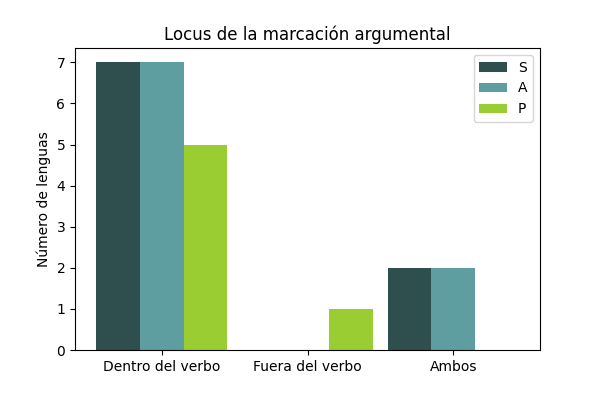 Locus de la marcación argumental
S
A
P
Número de lenguas
7
6
5
4
3
2
1
0
Dentro del verbo
Fuera del verbo
Ambos